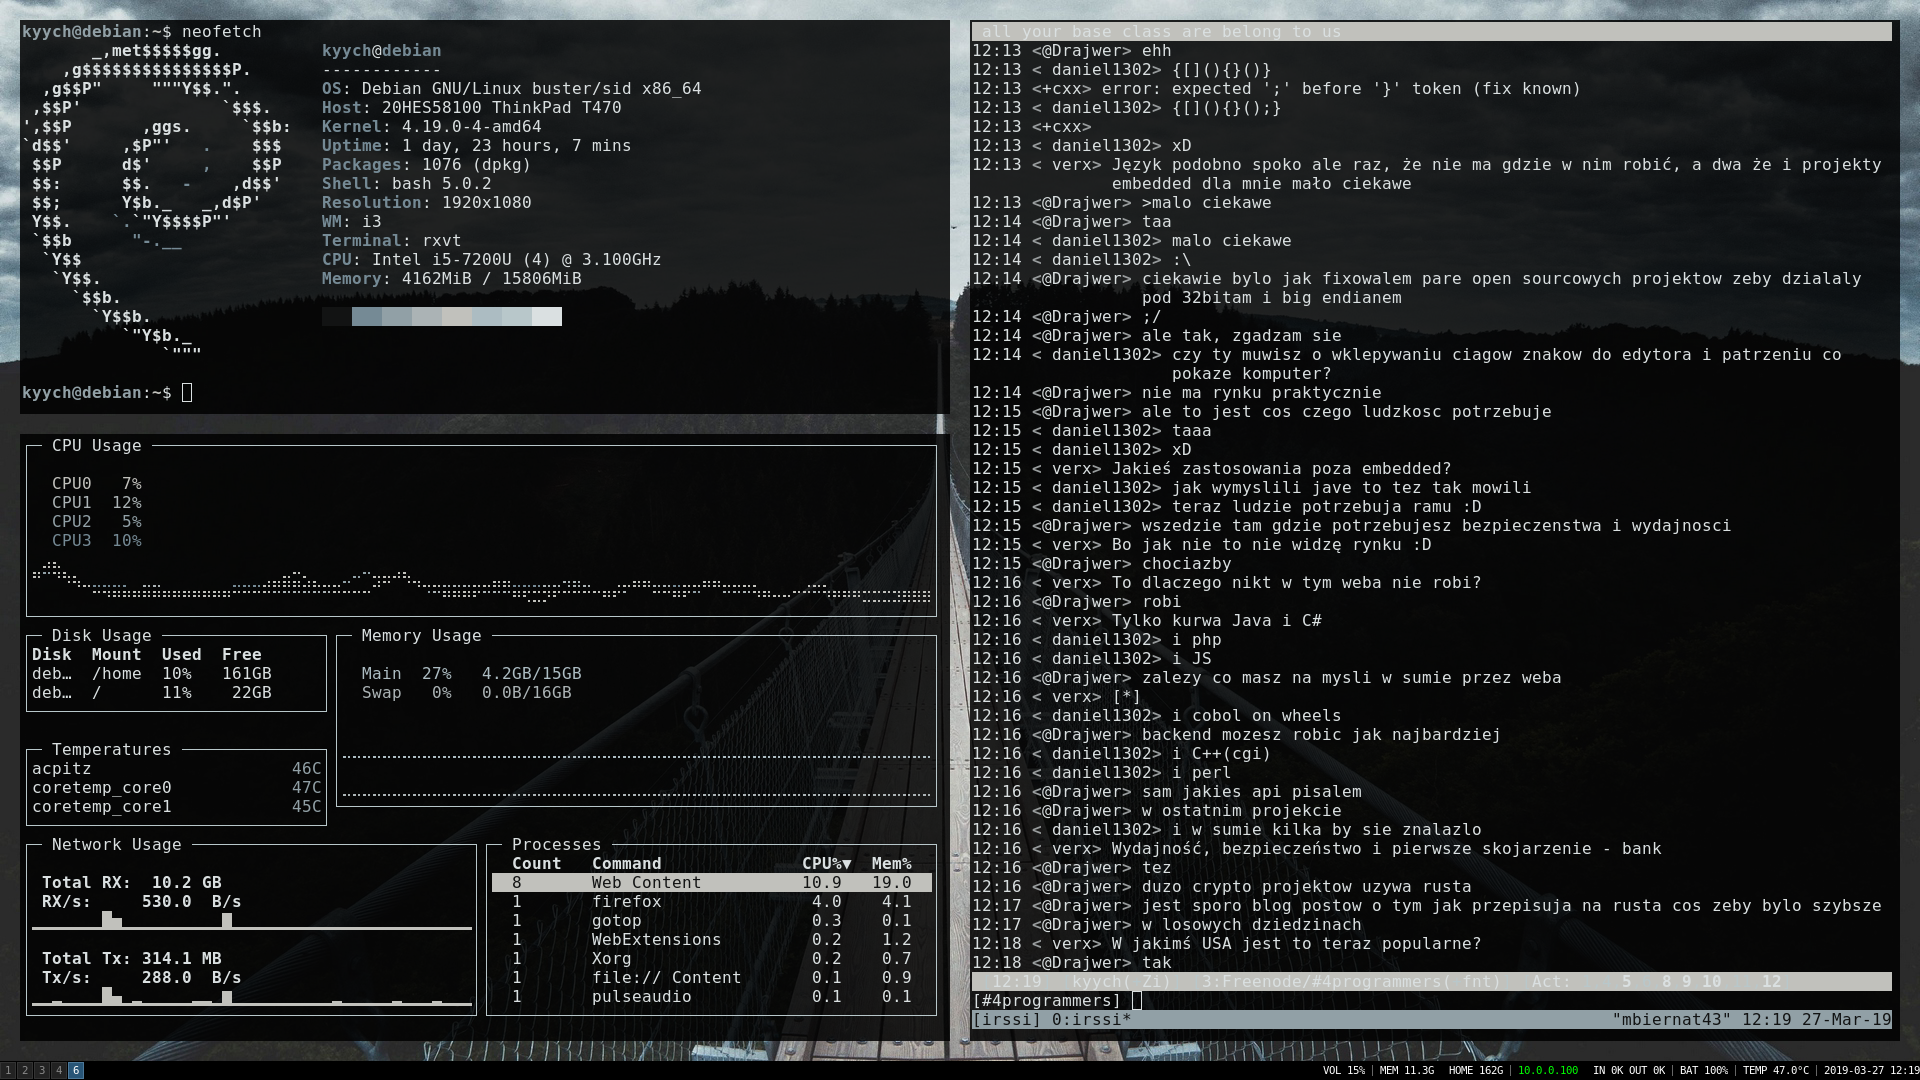 kyych@debian:~$ neofetch
kyych@debian
------------
OS: Debian GNU/Linux buster/sid x86_64
Host: 20HES58100 ThinkPad T470
Kernel: 4.19.0-4-amd64
Uptime: 1 day, 23 hours, 7 mins
Packages: 1076 (dpkg)
Shell: bash 5.0.2
Resolution: 1920x1080
WM: i3
Terminal: rxvt
CPU: Intel i5-7200U (4) @ 3.100GHz
Memory: 4162MiB / 15806MiB
kyych@debian:~$
CPU Usage
CPU0 7%
CPU1 12%
CPU2 5%
CPU3 10%
Disk Usage
Disk Mount Used Free
deb… /home 10% 161GB
deb… / 11% 22GB
Memory Usage
Main 27% 4.2GB/15GB
Swap 0% 0.0B/16GB
Temperatures
acpitz 46C
coretemp_core0 47C
coretemp_core1 45C
Network Usage
Total RX: 10.2 GB
RX/s: 530.0 B/s
Total Tx: 314.1 MB
Tx/s: 288.0 B/s
Processes
Count Command CPU%▼ Mem%
8 Web Content 10.9 19.0
1 firefox 4.0 4.1
1 gotop 0.3 0.1
1 WebExtensions 0.2 1.2
1 Xorg 0.2 0.7
1 file:// Content 0.1 0.9
1 pulseaudio 0.1 0.1
all your base class are belong to us
12:13 <@Drajwer> ehh
12:13 < daniel1302> {[](){}()}
12:13 <+cxx> error: expected ';' before '}' token (fix known)
12:13 < daniel1302> {[](){}();}
12:13 <+cxx>
12:13 < daniel1302> xD
12:13 < verx> Język podobno spoko ale raz, że nie ma gdzie w nim robić, a dwa że i projekty
embedded dla mnie mało ciekawe
12:13 <@Drajwer> >malo ciekawe
12:14 <@Drajwer> taa
12:14 < daniel1302> malo ciekawe
12:14 < daniel1302> :\
12:14 <@Drajwer> ciekawie bylo jak fixowalem pare open sourcowych projektow zeby dzialaly
pod 32bitam i big endianem
12:14 <@Drajwer> ;/
12:14 <@Drajwer> ale tak, zgadzam sie
12:14 < daniel1302> czy ty muwisz o wklepywaniu ciagow znakow do edytora i patrzeniu co
pokaze komputer?
12:14 <@Drajwer> nie ma rynku praktycznie
12:15 <@Drajwer> ale to jest cos czego ludzkosc potrzebuje
12:15 < daniel1302> taaa
12:15 < daniel1302> xD
12:15 < verx> Jakieś zastosowania poza embedded?
12:15 < daniel1302> jak wymyslili jave to tez tak mowili
12:15 < daniel1302> teraz ludzie potrzebuja ramu :D
12:15 <@Drajwer> wszedzie tam gdzie potrzebujesz bezpieczenstwa i wydajnosci
12:15 < verx> Bo jak nie to nie widzę rynku :D
12:15 <@Drajwer> chociazby
12:16 < verx> To dlaczego nikt w tym weba nie robi?
12:16 <@Drajwer> robi
12:16 < verx> Tylko kurwa Java i C#
12:16 < daniel1302> i php
12:16 < daniel1302> i JS
12:16 <@Drajwer> zalezy co masz na mysli w sumie przez weba
12:16 < verx> [*]
12:16 < daniel1302> i cobol on wheels
12:16 <@Drajwer> backend mozesz robic jak najbardziej
12:16 < daniel1302> i C++(cgi)
12:16 < daniel1302> i perl
12:16 <@Drajwer> sam jakies api pisalem
12:16 <@Drajwer> w ostatnim projekcie
12:16 < daniel1302> i w sumie kilka by sie znalazlo
12:16 < verx> Wydajność, bezpieczeństwo i pierwsze skojarzenie - bank
12:16 <@Drajwer> tez
12:16 <@Drajwer> duzo crypto projektow uzywa rusta
12:17 <@Drajwer> jest sporo blog postow o tym jak przepisuja na rusta cos zeby bylo szybsze
12:17 <@Drajwer> w losowych dziedzinach
12:18 < verx> W jakimś USA jest to teraz popularne?
12:18 <@Drajwer> tak
12:19 kyych( Zi) 3:Freenode/#4programmers( fnt) Act: 5 8 9 10 12
[#4programmers]
[irssi] 0:irssi* "mbiernat43" 12:19 27-Mar-19
1 2 3 4 6 VOL 15% | MEM 11.3G HOME 162G | 10.0.0.100 IN 0K OUT 0K | BAT 100% | TEMP 47.0°C | 2019-03-27 12:19